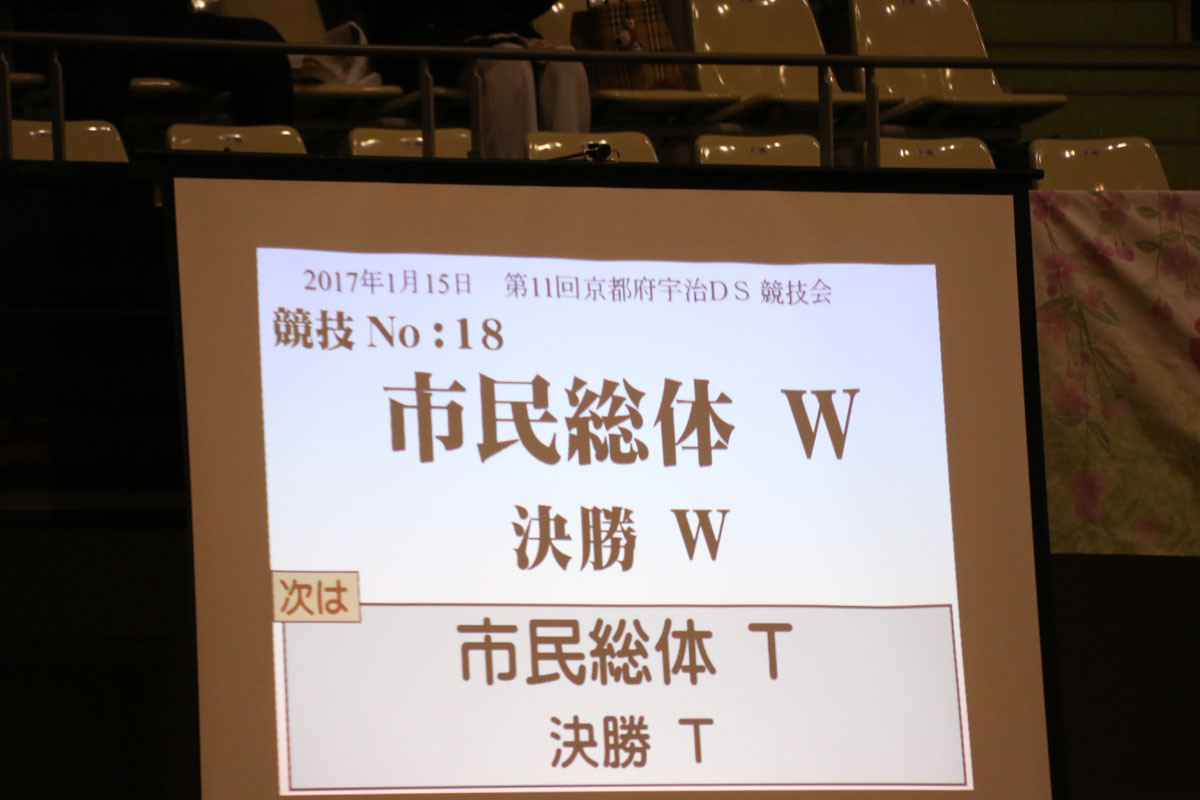 2017年1月15日　第11回京都府宇治DS 競技会
競技 No：18
市民総体 W
決勝 W
次は
市民総体 T
決勝 T